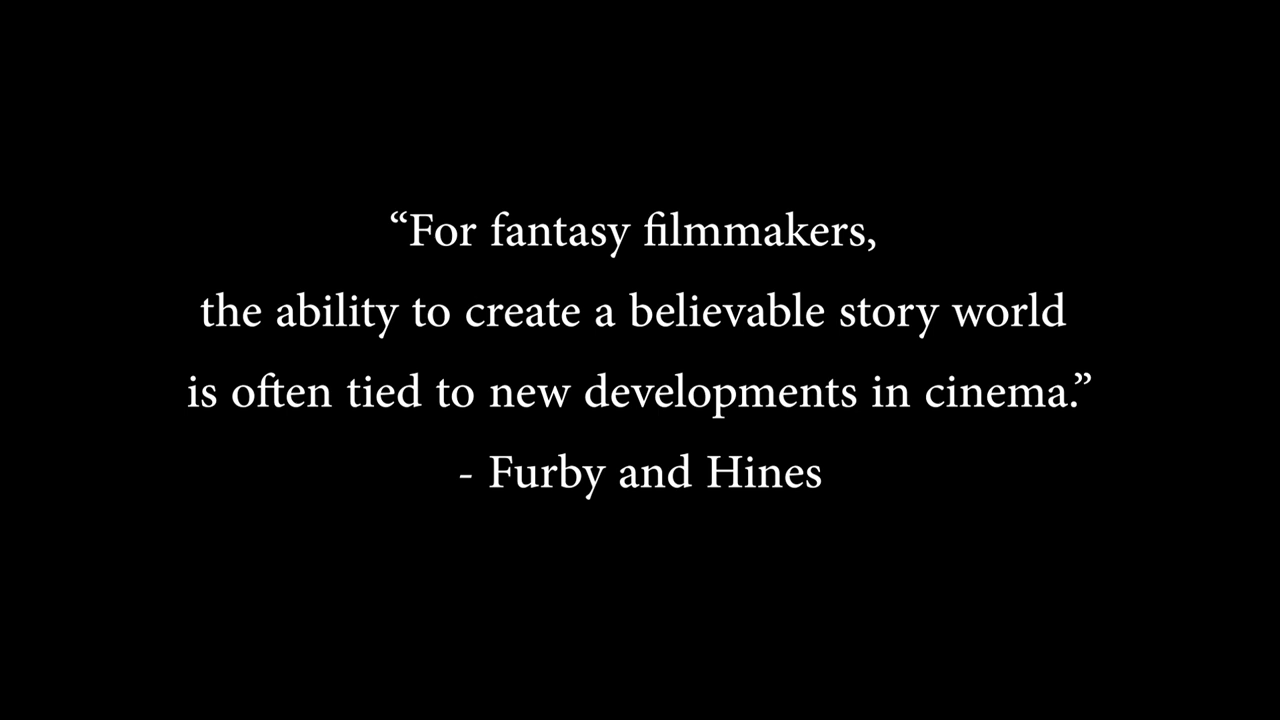 “For fantasy filmmakers,
the ability to create a believable story world
is often tied to new developments in cinema.”
- Furby and Hines